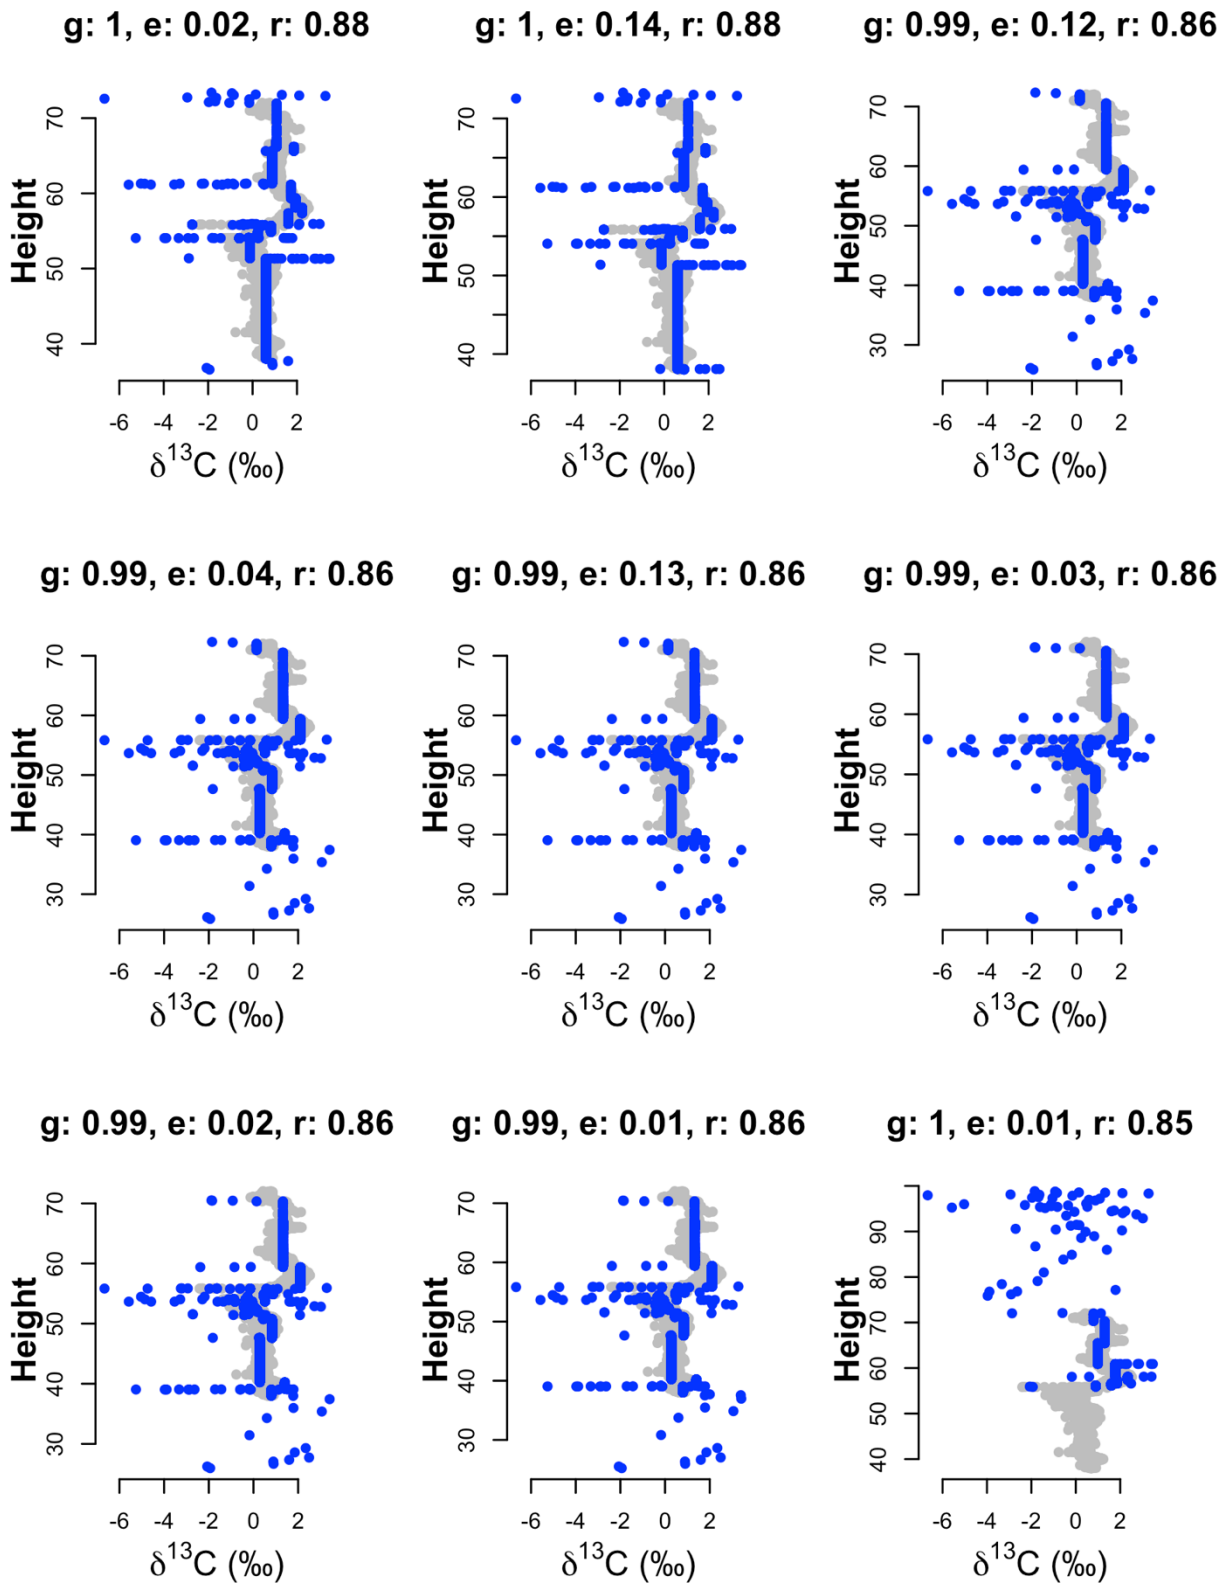 g: 1, e: 0.02, r: 0.88
g: 1, e: 0.14, r: 0.88
g: 0.99, e: 0.12, r: 0.86
Height
70
60
50
40
-6 -4 -2 0 2
δ¹³C (‰)
Height
70
60
50
40
-6 -4 -2 0 2
δ¹³C (‰)
Height
70
60
50
40
30
-6 -4 -2 0 2
δ¹³C (‰)
g: 0.99, e: 0.04, r: 0.86
g: 0.99, e: 0.13, r: 0.86
g: 0.99, e: 0.03, r: 0.86
Height
70
60
50
40
30
-6 -4 -2 0 2
δ¹³C (‰)
Height
70
60
50
40
30
-6 -4 -2 0 2
δ¹³C (‰)
Height
70
60
50
40
30
-6 -4 -2 0 2
δ¹³C (‰)
g: 0.99, e: 0.02, r: 0.86
g: 0.99, e: 0.01, r: 0.86
g: 1, e: 0.01, r: 0.85
Height
70
60
50
40
30
-6 -4 -2 0 2
δ¹³C (‰)
Height
70
60
50
40
30
-6 -4 -2 0 2
δ¹³C (‰)
Height
90
80
70
60
50
40
-6 -4 -2 0 2
δ¹³C (‰)